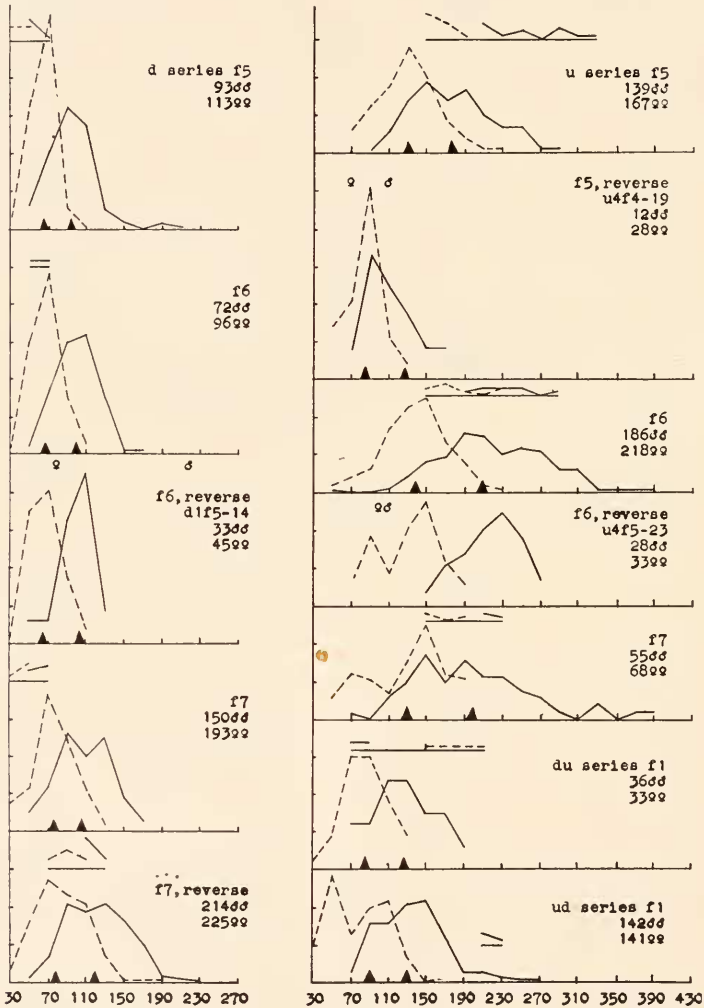 d series f5
93♂♂
113♀♀
f6
72♂♂
96♀♀
♀ ♂
f6, reverse
d1f5-14
33♂♂
45♀♀
f7
150♂♂
193♀♀
f7, reverse
214♂♂
225♀♀
30 70 110 150 190 230 270
u series f5
139♂♂
167♀♀
♀ ♂
f5, reverse
u4f4-19
12♂♂
28♀♀
f6
186♂♂
218♀♀
♀♂
f6, reverse
u4f5-23
28♂♂
33♀♀
f7
55♂♂
68♀♀
du series f1
36♂♂
33♀♀
ud series f1
142♂♂
141♀♀
30 70 110 150 190 230 270 310 350 390 430